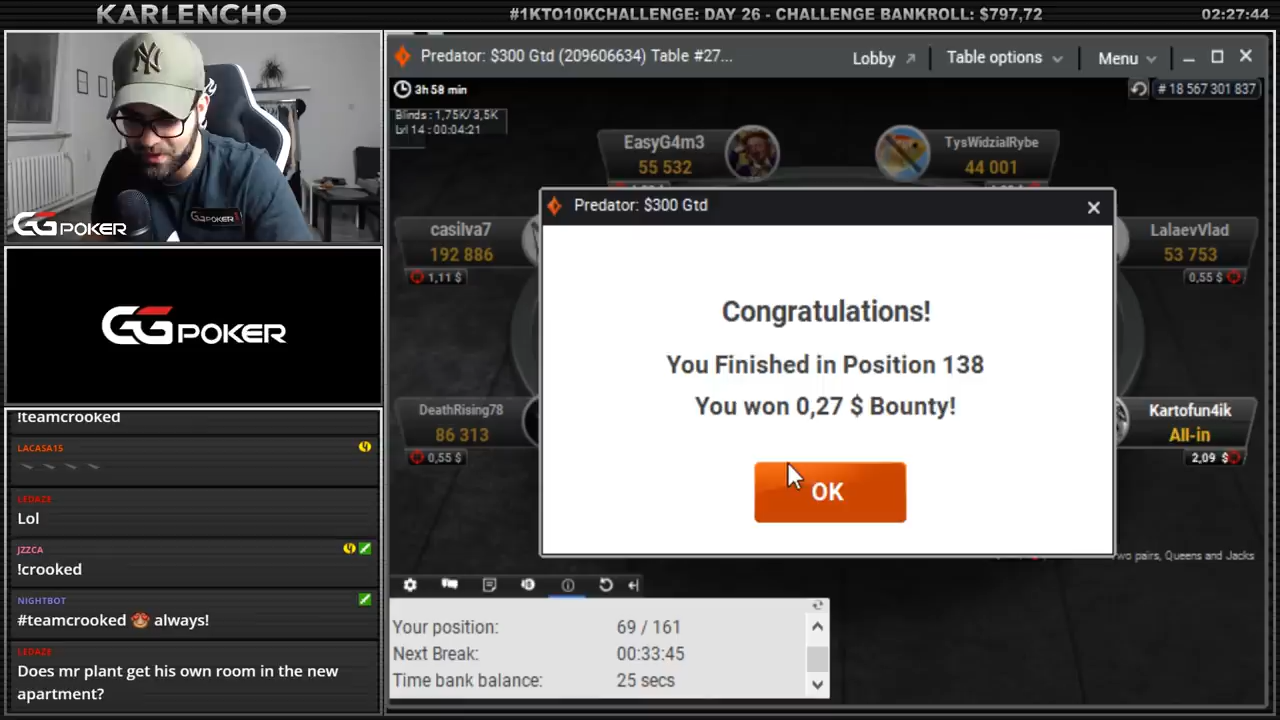 KARLENCHO
#1KTO10KCHALLENGE: DAY 26 - CHALLENGE BANKROLL: $797,72
02:27:44
GGPOKER
GGPOKER
GGPOKER
!teamcrooked
LACASA15
LEDAZE
Lol
JZZCA
!crooked
NIGHTBOT
#teamcrooked always!
LEDAZE
Does mr plant get his own room in the new
apartment?
Predator: $300 Gtd (209606634) Table #27...
Lobby
Table options
Menu
3h 58 min
# 18 567 301 837
Blinds : 1,75K/3,5K
Lvl 14 : 00:04:21
EasyG4m3
55 532
TysWidzialRybe
44 001
casilva7
192 886
1,11 $
LalaevVlad
53 753
0,55 $
DeathRising78
86 313
0,55 $
Kartofun4ik
All-in
2,09 $
Predator: $300 Gtd
Congratulations!
You Finished in Position 138
You won 0,27 $ Bounty!
OK
wo pairs, Queens and Jacks
Your position: 69 / 161
Next Break: 00:33:45
Time bank balance: 25 secs